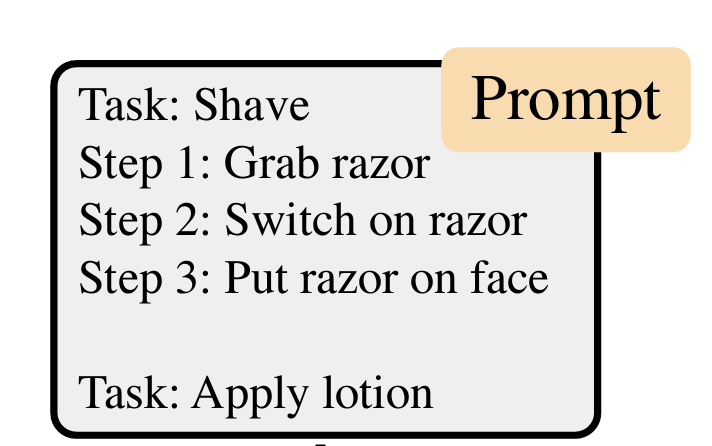 Prompt
Task: Shave
Step 1: Grab razor
Step 2: Switch on razor
Step 3: Put razor on face
Task: Apply lotion